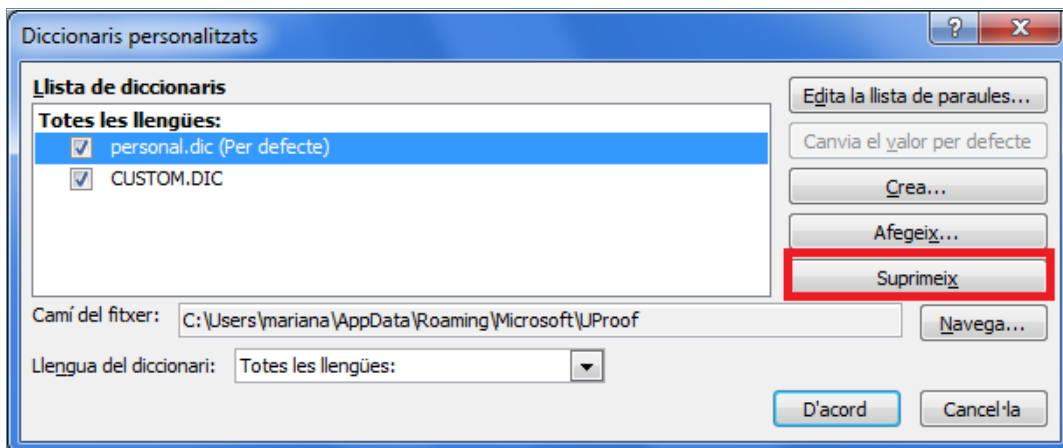 Diccionaris personalitzats
Llista de diccionaris
Totes les llengües:
personal.dic (Per defecte)
CUSTOM.DIC
Edita la llista de paraules...
Canvia el valor per defecte
Crea...
Afegeix...
Suprimeix
Camí del fitxer: C:\Users\mariana\AppData\Roaming\Microsoft\UProof
Navega...
Llengua del diccionari: Totes les llengües:
D'acord Cancel·la